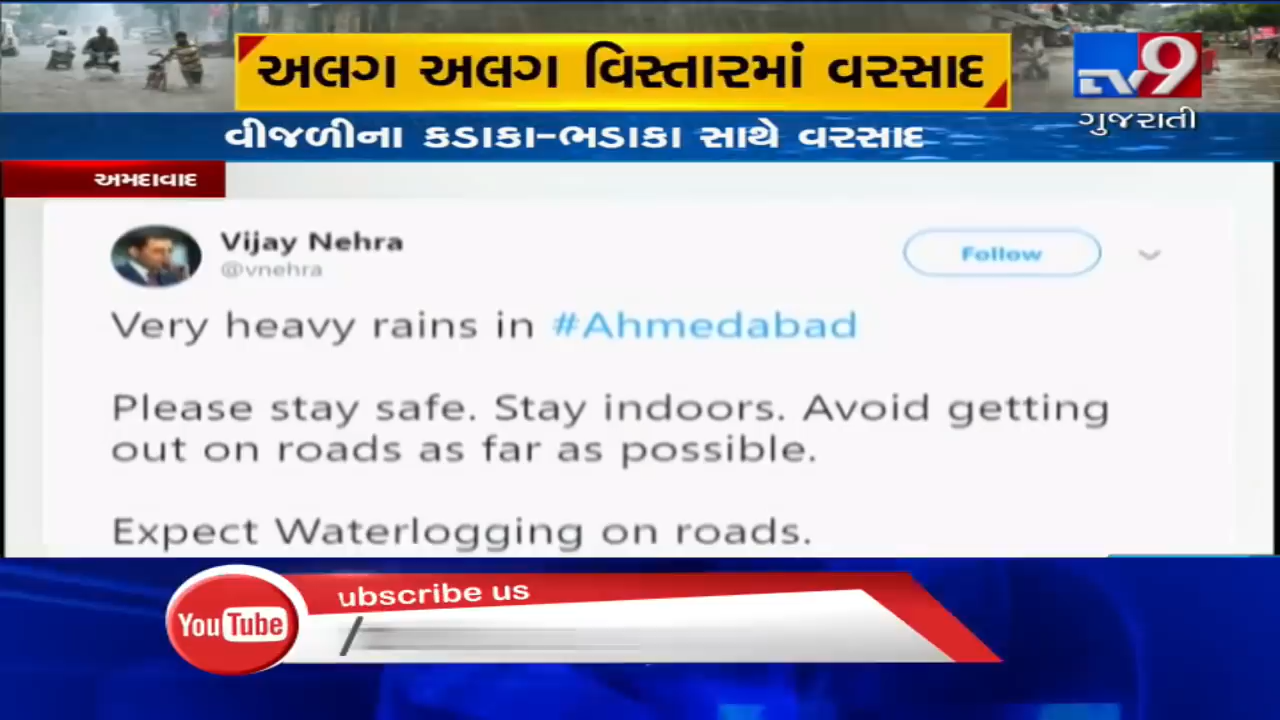 અલગ અલગ વિસ્તારમાં વરસાદ
TV9
ગુજરાતી
વીજળીના કડાકા-ભડાકા સાથે વરસાદ
અમદાવાદ
Vijay Nehra
@vnehra
Follow
Very heavy rains in #Ahmedabad
Please stay safe. Stay indoors. Avoid getting
out on roads as far as possible.
Expect Waterlogging on roads.
YouTube
ubscribe us
/